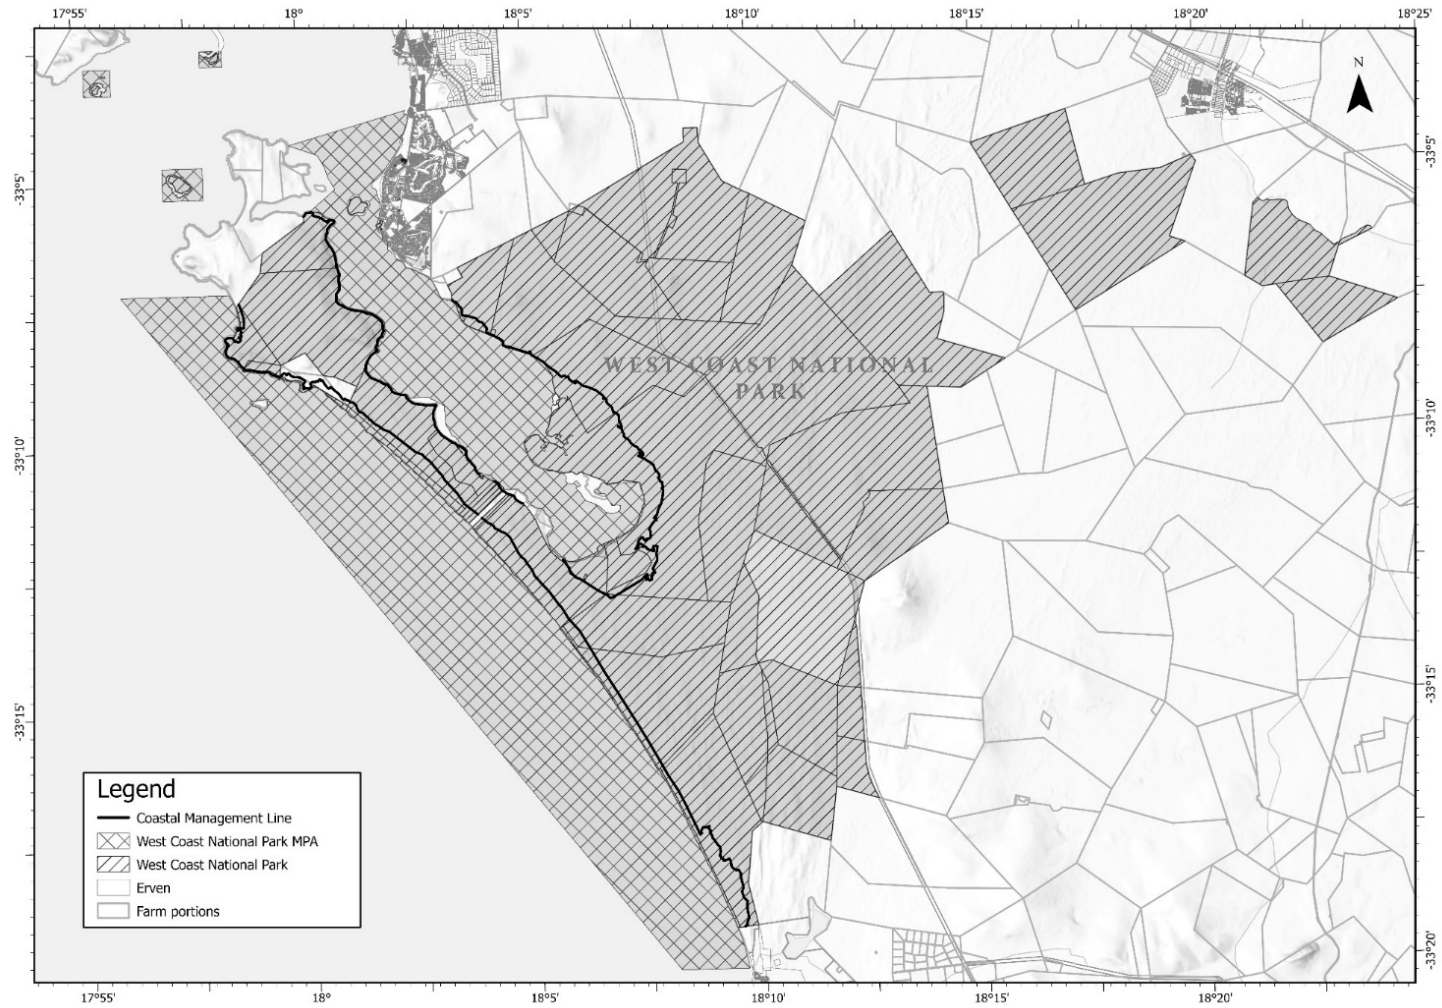 17°55' 18° 18°5' 18°10' 18°15' 18°20' 18°25'
N
-33°5' -33°5'
WEST COAST NATIONAL
PARK
-33°10' -33°10'
-33°15' -33°15'
Legend
Coastal Management Line
West Coast National Park MPA
West Coast National Park
Erven
Farm portions
-33°20'
17°55' 18° 18°5' 18°10' 18°15' 18°20'